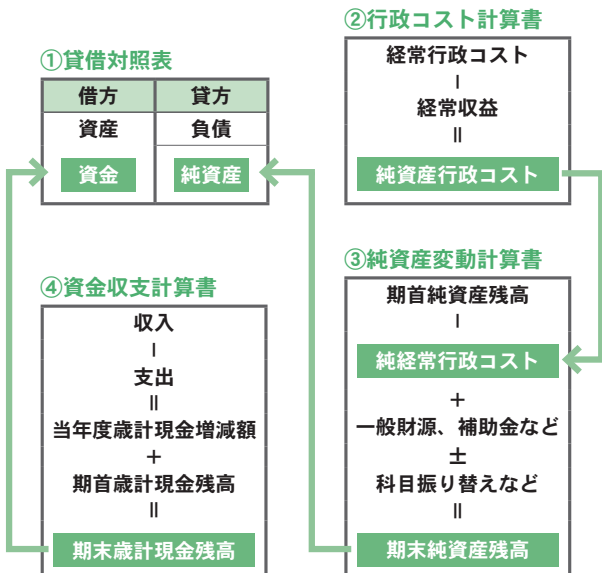 ①貸借対照表
借方 貸方
資産 負債
資金 純資産
②行政コスト計算書
経常行政コスト
－
経常収益
＝
純資産行政コスト
④資金収支計算書
収入
－
支出
＝
当年度歳計現金増減額
＋
期首歳計現金残高
＝
期末歳計現金残高
③純資産変動計算書
期首純資産残高
－
純経常行政コスト
＋
一般財源、補助金など
±
科目振り替えなど
＝
期末純資産残高